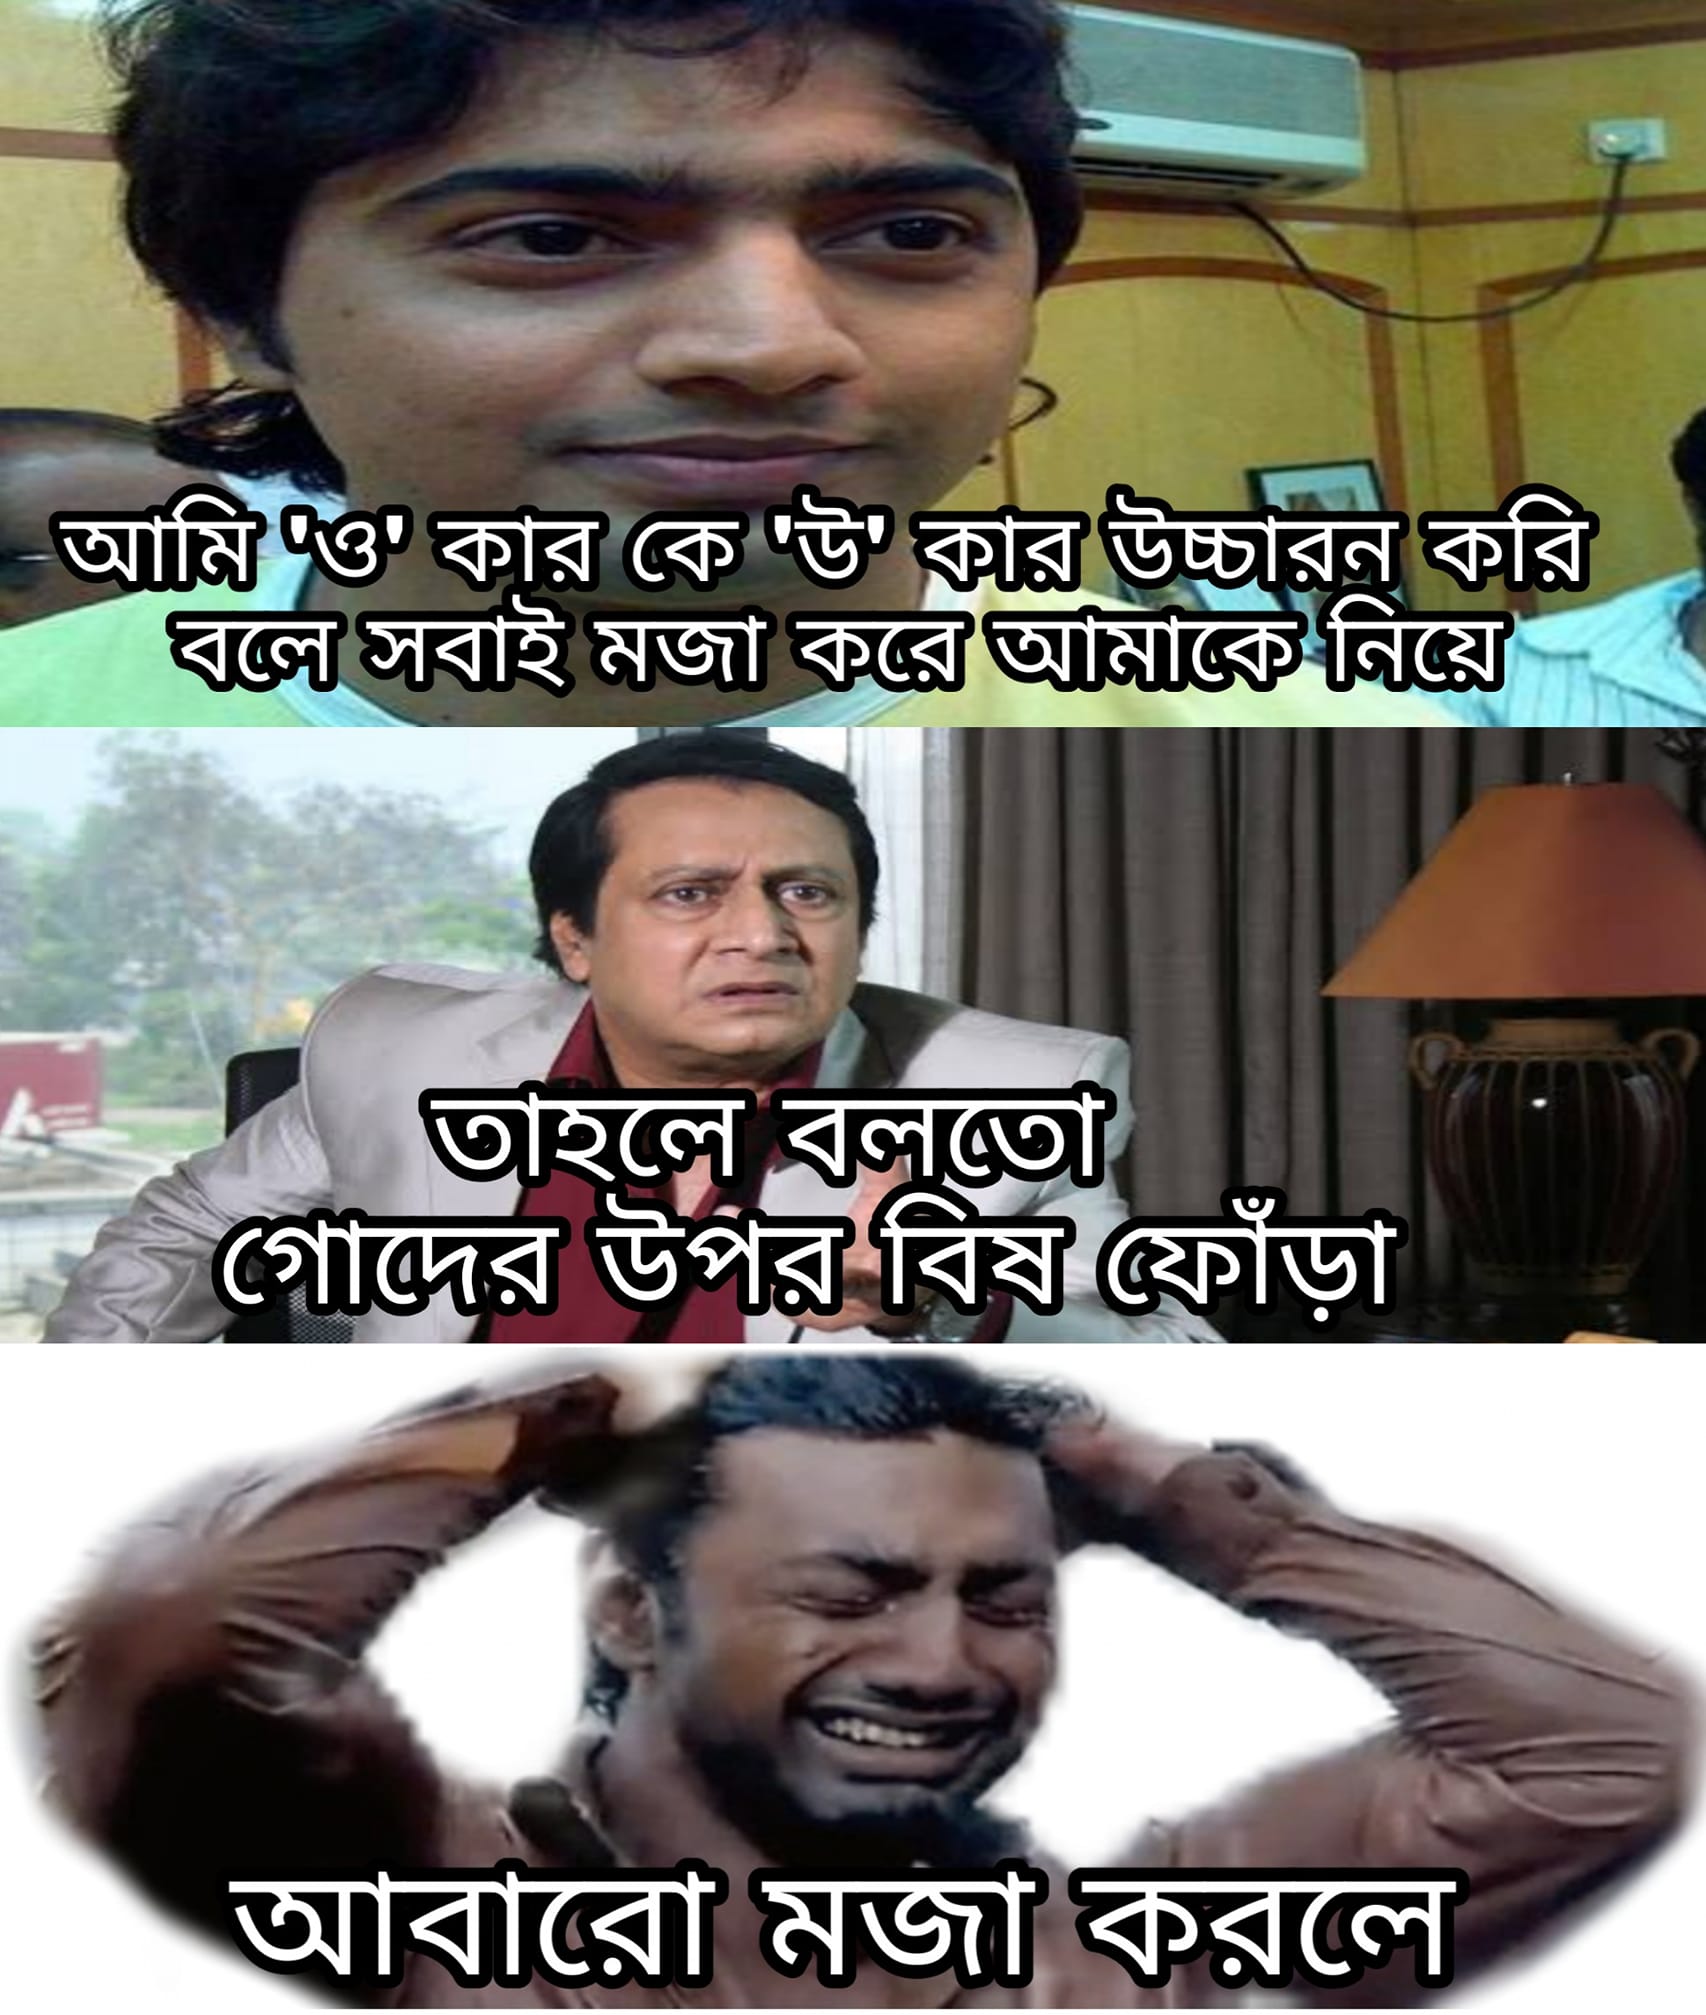 আমি 'ও' কার কে 'উ' কার উচ্চারন করি
বলে সবাই মজা করে আমাকে নিয়ে
তাহলে বলতো
গোদের উপর বিষ ফোঁড়া
আবারো মজা করলে